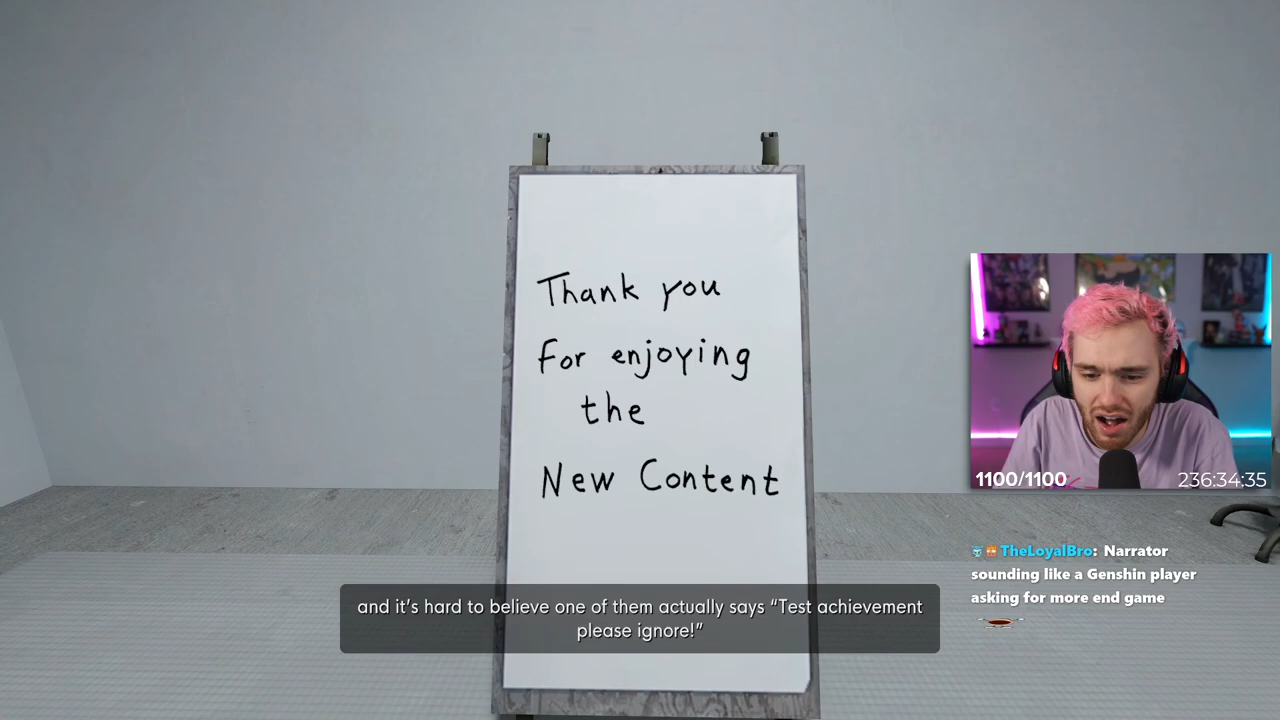 Thank you
For enjoying
the
New Content
and it's hard to believe one of them actually says “Test achievement
please ignore!”
1100/1100
236:34:35
TheLoyalBro: Narrator
sounding like a Genshin player
asking for more end game